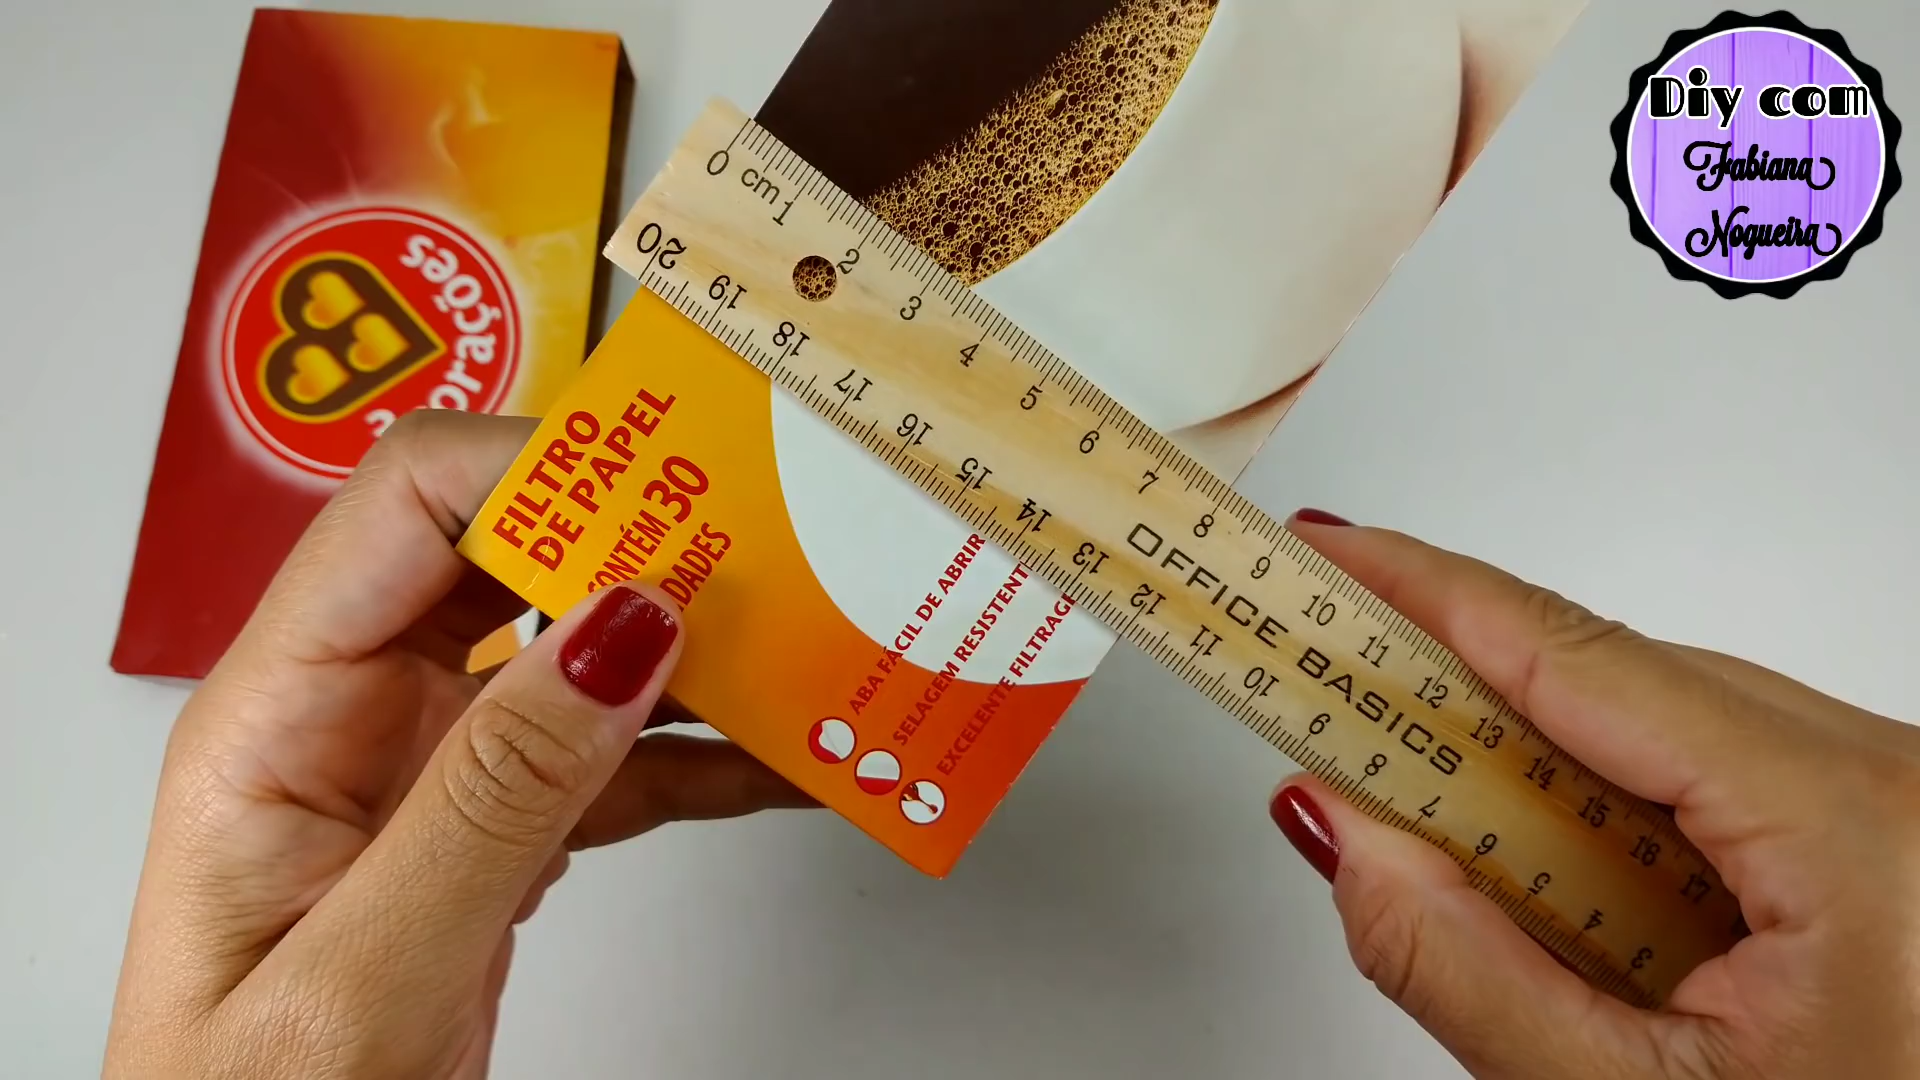 Diy com
Fabiana
Nogueira
corações
FILTRO
DE PAPEL
CONTÉM 30
ABA FÁCIL DE ABRIR
SELAGEM RESISTENT
EXCELENTE FILTRAGE
0 cm 1 2 3 4 5 6 7 8 9 10 11 12 13 14 15 16 17
OFFICE BASICS
20 20 19 18 17 16 15 14 13 12 11 10 9 8 7 6 5 4 3